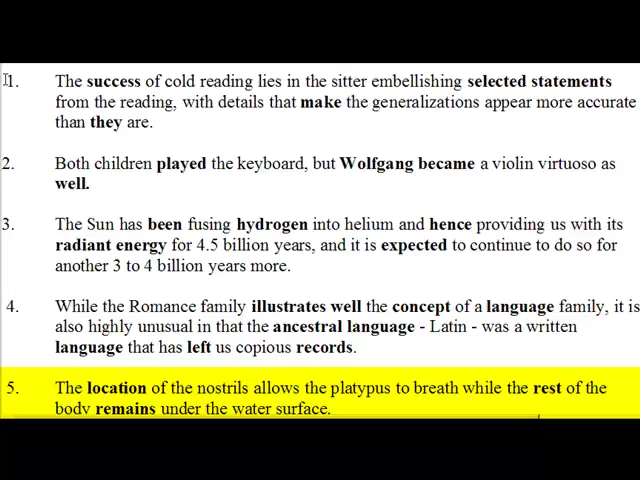 1. The success of cold reading lies in the sitter embellishing selected statements
from the reading, with details that make the generalizations appear more accurate
than they are.
2. Both children played the keyboard, but Wolfgang became a violin virtuoso as
well.
3. The Sun has been fusing hydrogen into helium and hence providing us with its
radiant energy for 4.5 billion years, and it is expected to continue to do so for
another 3 to 4 billion years more.
4. While the Romance family illustrates well the concept of a language family, it is
also highly unusual in that the ancestral language - Latin - was a written
language that has left us copious records.
5. The location of the nostrils allows the platypus to breath while the rest of the
body remains under the water surface.